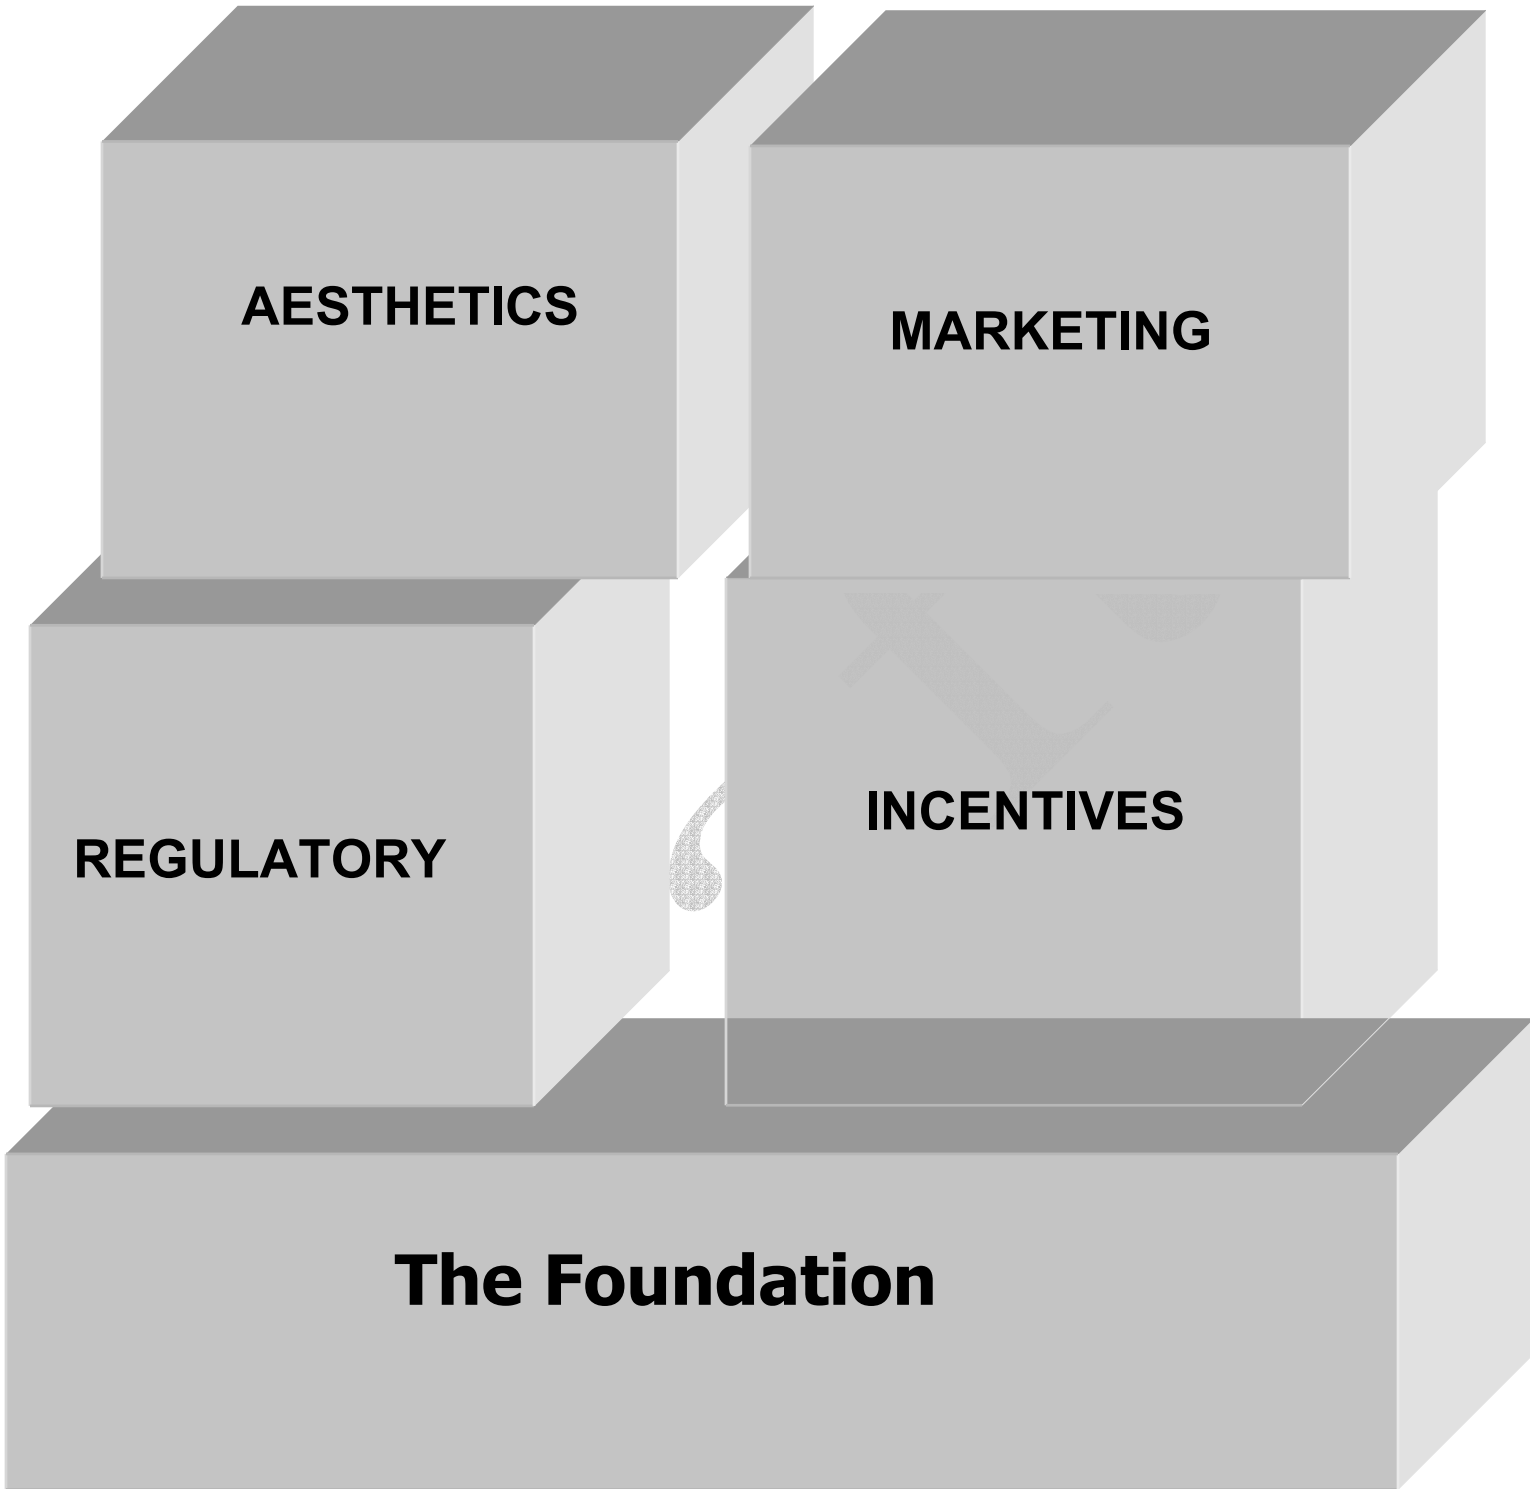 AESTHETICS
MARKETING
REGULATORY
INCENTIVES
The Foundation